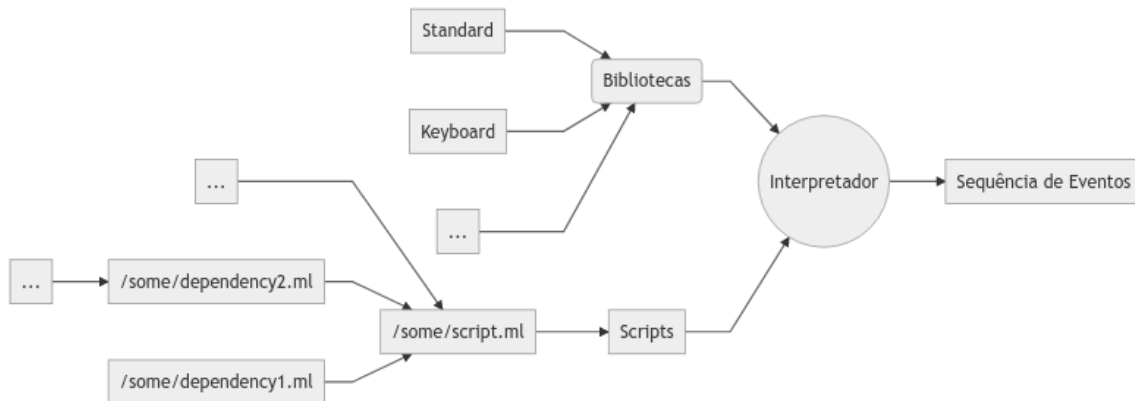 Standard
Bibliotecas
Keyboard
...
Interpretador
Sequência de Eventos
...
...
/some/dependency2.ml
/some/script.ml
Scripts
/some/dependency1.ml